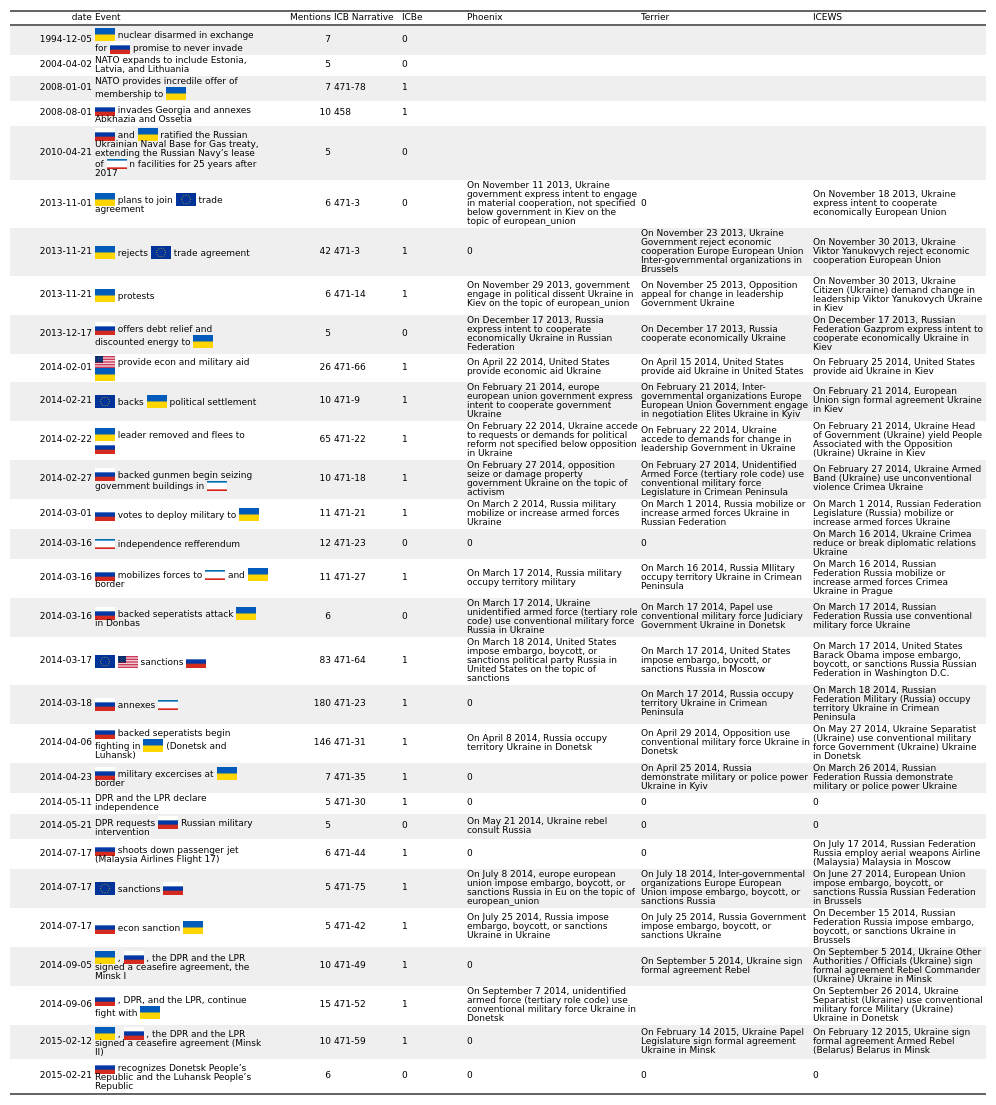 date Event Mentions ICB Narrative ICBe Phoenix Terrier ICEWS
1994-12-05 nuclear disarmed in exchange
for promise to never invade 7 0
2004-04-02 NATO expands to include Estonia,
Latvia, and Lithuania 5 0
2008-01-01 NATO provides incredile offer of
membership to 7 471-78 1
2008-08-01 invades Georgia and annexes
Abkhazia and Ossetia 10 458 1
2010-04-21 and ratified the Russian
Ukrainian Naval Base for Gas treaty,
extending the Russian Navy's lease
of n facilities for 25 years after
2017 5 0
2013-11-01 plans to join trade
agreement 6 471-3 0
On November 11 2013, Ukraine
government express intent to engage
in material cooperation, not specified
below government in Kiev on the
topic of european_union
0
On November 18 2013, Ukraine
express intent to cooperate
economically European Union
2013-11-21 rejects trade agreement 42 471-3 1
0
On November 23 2013, Ukraine
Government reject economic
cooperation Europe European Union
Inter-governmental organizations in
Brussels
On November 30 2013, Ukraine
Viktor Yanukovych reject economic
cooperation European Union
2013-11-21 protests 6 471-14 1
On November 29 2013, government
engage in political dissent Ukraine in
Kiev on the topic of european_union
On November 25 2013, Opposition
appeal for change in leadership
Government Ukraine
On November 30 2013, Ukraine
Citizen (Ukraine) demand change in
leadership Viktor Yanukovych Ukraine
in Kiev
2013-12-17 offers debt relief and
discounted energy to 5 0
On December 17 2013, Russia
express intent to cooperate
economically Ukraine in Russian
Federation
On December 17 2013, Russia
cooperate economically Ukraine
On December 17 2013, Russian
Federation Gazprom express intent to
cooperate economically Ukraine in
Kiev
2014-02-01 provide econ and military aid 26 471-66 1
On April 22 2014, United States
provide economic aid Ukraine
On April 15 2014, United States
provide aid Ukraine in United States
On February 25 2014, United States
provide aid Ukraine in Kiev
2014-02-21 backs political settlement 10 471-9 1
On February 21 2014, europe
european union government express
intent to cooperate government
Ukraine
On February 21 2014, Inter-
governmental organizations Europe
European Union Government engage
in negotiation Elites Ukraine in Kyiv
On February 21 2014, European
Union sign formal agreement Ukraine
in Kiev
2014-02-22 leader removed and flees to 65 471-22 1
On February 22 2014, Ukraine accede
to requests or demands for political
reform not specified below opposition
in Ukraine
On February 22 2014, Ukraine
accede to demands for change in
leadership Government in Ukraine
On February 21 2014, Ukraine Head
of Government (Ukraine) yield People
Associated with the Opposition
(Ukraine) Ukraine in Kiev
2014-02-27 backed gunmen begin seizing
government buildings in 10 471-18 1
On February 27 2014, opposition
seize or damage property
government Ukraine on the topic of
activism
On February 27 2014, Unidentified
Armed Force (tertiary role code) use
conventional military force
Legislature in Crimean Peninsula
On February 27 2014, Ukraine Armed
Band (Ukraine) use unconventional
violence Crimea Ukraine
2014-03-01 votes to deploy military to 11 471-21 1
On March 2 2014, Russia military
mobilize or increase armed forces
Ukraine
On March 1 2014, Russia mobilize or
increase armed forces Ukraine in
Russian Federation
On March 1 2014, Russian Federation
Legislature (Russia) mobilize or
increase armed forces Ukraine
2014-03-16 independence refferendum 12 471-23 0
0
0
On March 16 2014, Ukraine Crimea
reduce or break diplomatic relations
Ukraine
2014-03-16 mobilizes forces to and
border 11 471-27 1
On March 17 2014, Russia military
occupy territory military
On March 16 2014, Russia MIlitary
occupy territory Ukraine in Crimean
Peninsula
On March 16 2014, Russian
Federation Russia mobilize or
increase armed forces Crimea
Ukraine in Prague
2014-03-16 backed seperatists attack
in Donbas 6 0
On March 17 2014, Ukraine
unidentified armed force (tertiary role
code) use conventional military force
Russia in Ukraine
On March 17 2014, Papel use
conventional military force Judiciary
Government Ukraine in Donetsk
On March 17 2014, Russian
Federation Russia use conventional
military force Ukraine
2014-03-17 sanctions 83 471-64 1
On March 18 2014, United States
impose embargo, boycott, or
sanctions political party Russia in
United States on the topic of
sanctions
On March 17 2014, United States
impose embargo, boycott, or
sanctions Russia in Moscow
On March 17 2014, United States
Barack Obama impose embargo,
boycott, or sanctions Russia Russian
Federation in Washington D.C.
2014-03-18 annexes 180 471-23 1
0
On March 17 2014, Russia occupy
territory Ukraine in Crimean
Peninsula
On March 18 2014, Russian
Federation Military (Russia) occupy
territory Ukraine in Crimean
Peninsula
2014-04-06 backed seperatists begin
fighting in (Donetsk and
Luhansk) 146 471-31 1
On April 8 2014, Russia occupy
territory Ukraine in Donetsk
On April 29 2014, Opposition use
conventional military force Ukraine in
Donetsk
On May 27 2014, Ukraine Separatist
(Ukraine) use conventional military
force Government (Ukraine) Ukraine
in Donetsk
2014-04-23 military excercises at
border 7 471-35 1
0
On April 25 2014, Russia
demonstrate military or police power
Ukraine in Kyiv
On March 26 2014, Russian
Federation Russia demonstrate
military or police power Ukraine
2014-05-11 DPR and the LPR declare
independence 5 471-30 1
0
0
0
2014-05-21 DPR requests Russian military
intervention 5 0
On May 21 2014, Ukraine rebel
consult Russia
0
0
2014-07-17 shoots down passenger jet
(Malaysia Airlines Flight 17) 6 471-44 1
0
0
On July 17 2014, Russian Federation
Russia employ aerial weapons Airline
(Malaysia) Malaysia in Moscow
2014-07-17 sanctions 5 471-75 1
On July 8 2014, europe european
union impose embargo, boycott, or
sanctions Russia in Eu on the topic of
european_union
On July 18 2014, Inter-governmental
organizations Europe European
Union impose embargo, boycott, or
sanctions Russia
On June 27 2014, European Union
impose embargo, boycott, or
sanctions Russia Russian Federation
in Brussels
2014-07-17 econ sanction 5 471-42 1
On July 25 2014, Russia impose
embargo, boycott, or sanctions
Ukraine in Ukraine
On July 25 2014, Russia Government
impose embargo, boycott, or
sanctions Ukraine
On December 15 2014, Russian
Federation Russia impose embargo,
boycott, or sanctions Ukraine in
Brussels
2014-09-05 , , the DPR and the LPR
signed a ceasefire agreement, the
Minsk I 10 471-49 1
0
On September 5 2014, Ukraine sign
formal agreement Rebel
On September 5 2014, Ukraine Other
Authorities / Officials (Ukraine) sign
formal agreement Rebel Commander
(Ukraine) Ukraine in Minsk
2014-09-06 , DPR, and the LPR, continue
fight with 15 471-52 1
On September 7 2014, unidentified
armed force (tertiary role code) use
conventional military force Ukraine in
Donetsk
On September 26 2014, Ukraine
Separatist (Ukraine) use conventional
military force Military (Ukraine)
Ukraine in Donetsk
2015-02-12 , , the DPR and the LPR
signed a ceasefire agreement (Minsk
II) 10 471-59 1
0
On February 14 2015, Ukraine Papel
Legislature sign formal agreement
Ukraine in Minsk
On February 12 2015, Ukraine sign
formal agreement Armed Rebel
(Belarus) Belarus in Minsk
2015-02-21 recognizes Donetsk People's
Republic and the Luhansk People's
Republic 6 0
0
0
0